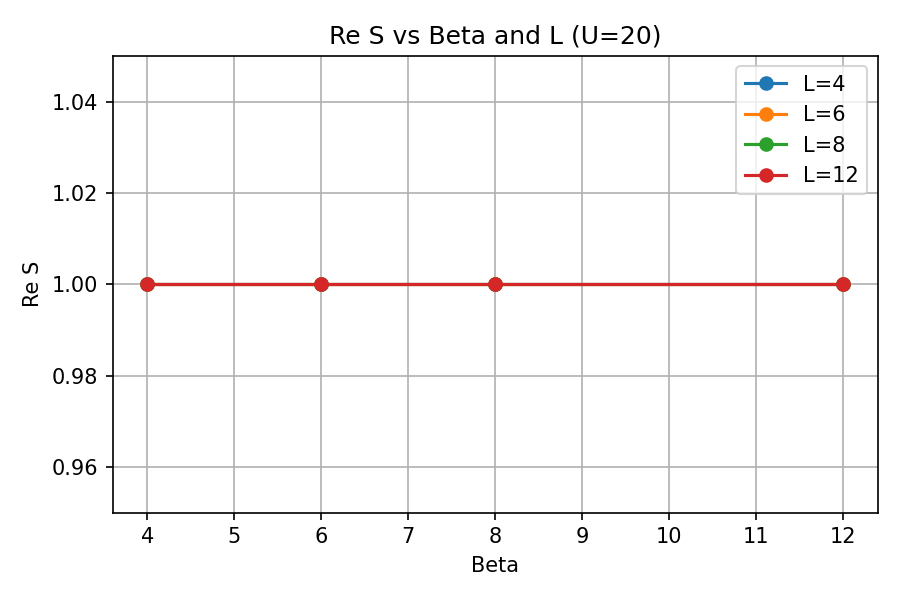 Re S vs Beta and L (U=20)
L=4
L=6
L=8
L=12
1.04
1.02
1.00
0.98
0.96
Re S
4 5 6 7 8 9 10 11 12
Beta